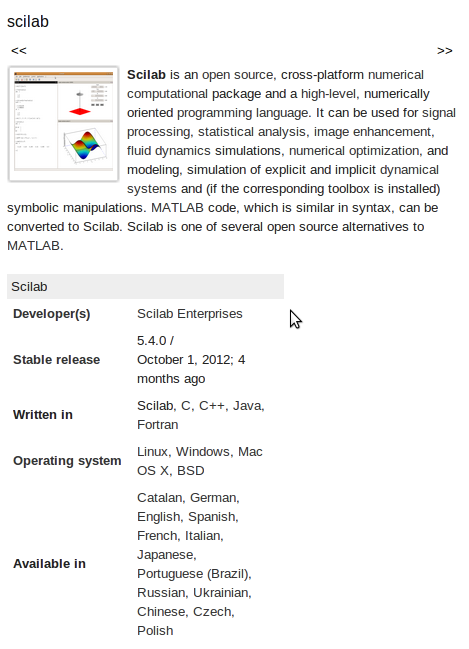 scilab
<< >>
Scilab is an open source, cross-platform numerical
computational package and a high-level, numerically
oriented programming language. It can be used for signal
processing, statistical analysis, image enhancement,
fluid dynamics simulations, numerical optimization, and
modeling, simulation of explicit and implicit dynamical
systems and (if the corresponding toolbox is installed)
symbolic manipulations. MATLAB code, which is similar in syntax, can be
converted to Scilab. Scilab is one of several open source alternatives to
MATLAB.
Scilab
Developer(s) Scilab Enterprises
Stable release 5.4.0 /
October 1, 2012; 4
months ago
Written in Scilab, C, C++, Java,
Fortran
Operating system Linux, Windows, Mac
OS X, BSD
Available in Catalan, German,
English, Spanish,
French, Italian,
Japanese,
Portuguese (Brazil),
Russian, Ukrainian,
Chinese, Czech,
Polish